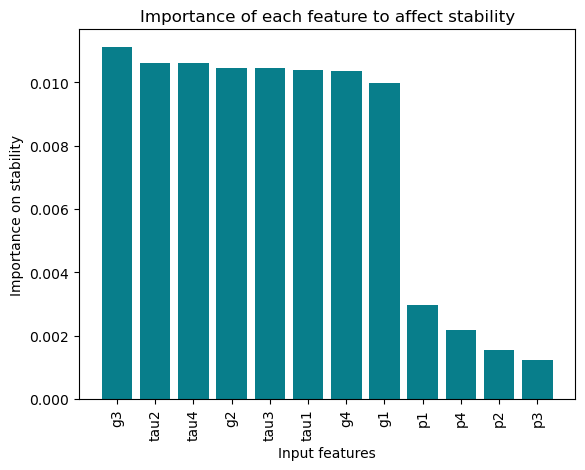 Importance of each feature to affect stability
Importance on stability
0.010
0.008
0.006
0.004
0.002
0.000
g3
tau2
tau4
g2
tau3
tau1
g4
g1
p1
p4
p2
p3
Input features